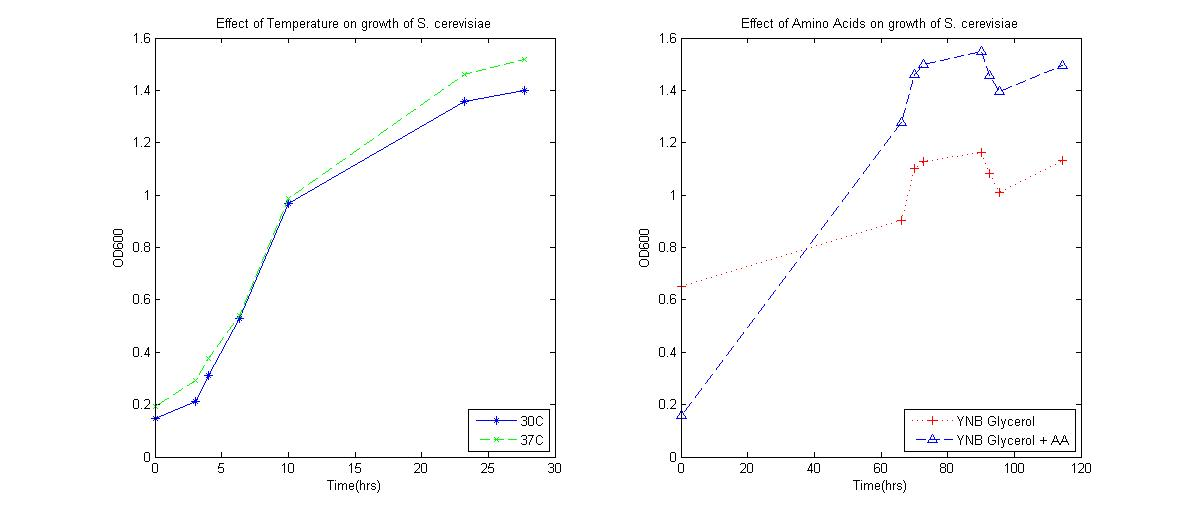 Effect of Temperature on growth of S. cerevisiae
1.6
1.4
1.2
1
0.8
0.6
0.4
0.2
0
OD600
0 5 10 15 20 25 30
Time(hrs)
30C
37C
Effect of Amino Acids on growth of S. cerevisiae
1.6
1.4
1.2
1
0.8
0.6
0.4
0.2
0
OD600
0 20 40 60 80 100 120
Time(hrs)
YNB Glycerol
YNB Glycerol + AA